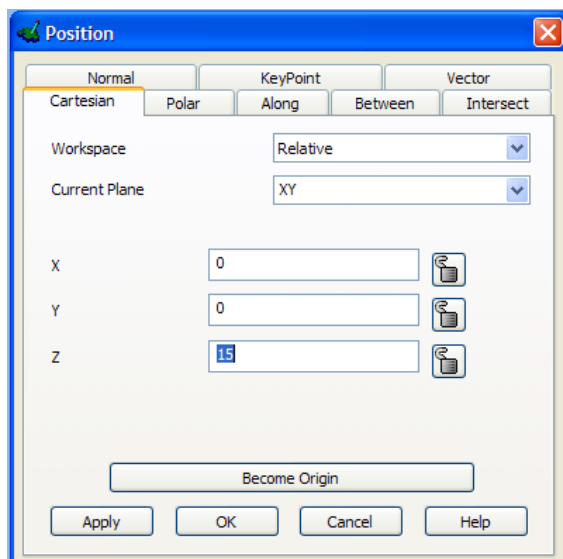 Position
Normal KeyPoint Vector
Cartesian Polar Along Between Intersect
Workspace Relative
Current Plane XY
X 0
Y 0
Z 15
Become Origin
Apply OK Cancel Help